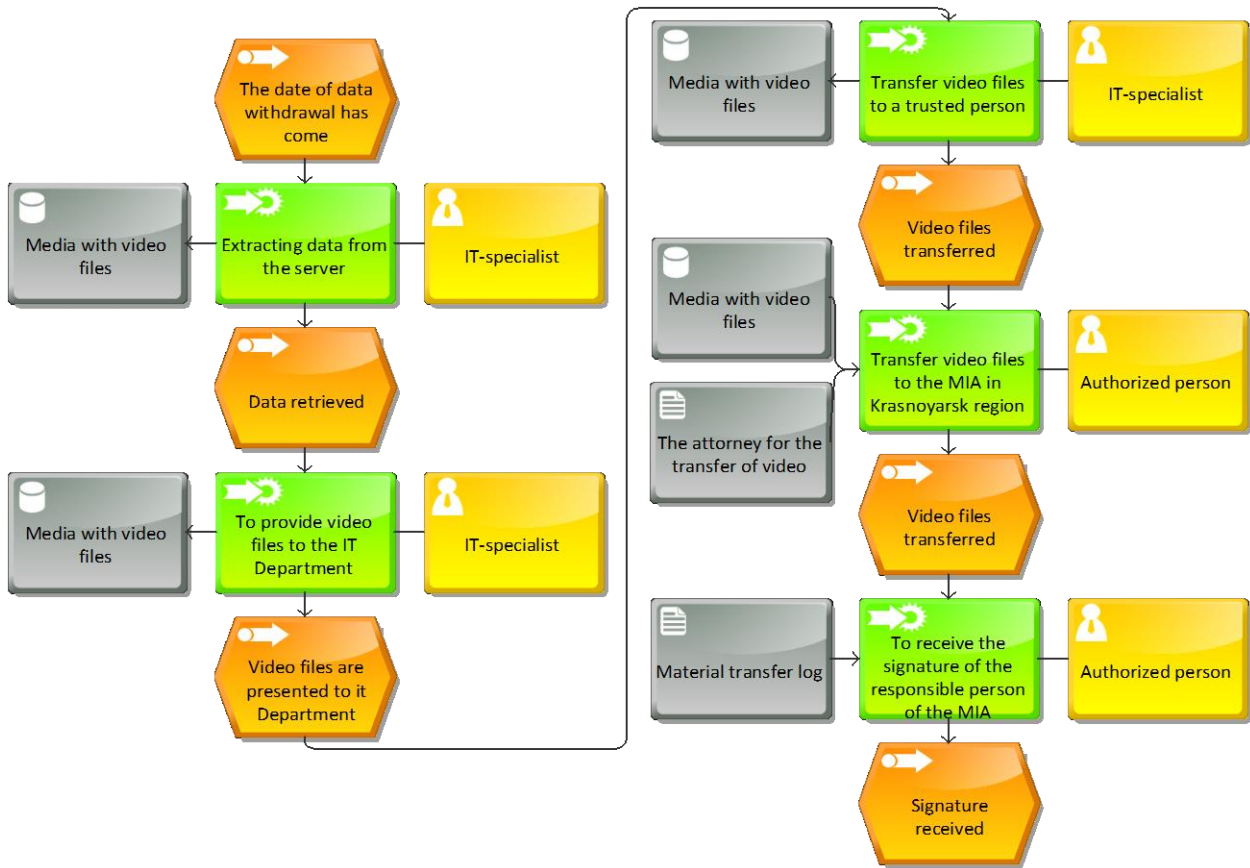 The date of data
withdrawal has
come
Media with video
files
Extracting data from
the server
IT-specialist
Data retrieved
Media with video
files
To provide video
files to the IT
Department
IT-specialist
Video files are
presented to it
Department
Media with video
files
Transfer video files
to a trusted person
IT-specialist
Video files
transferred
Media with video
files
The attorney for the
transfer of video
Transfer video files
to the MIA in
Krasnoyarsk region
Authorized person
Video files
transferred
Material transfer log
To receive the
signature of the
responsible person
of the MIA
Authorized person
Signature
received